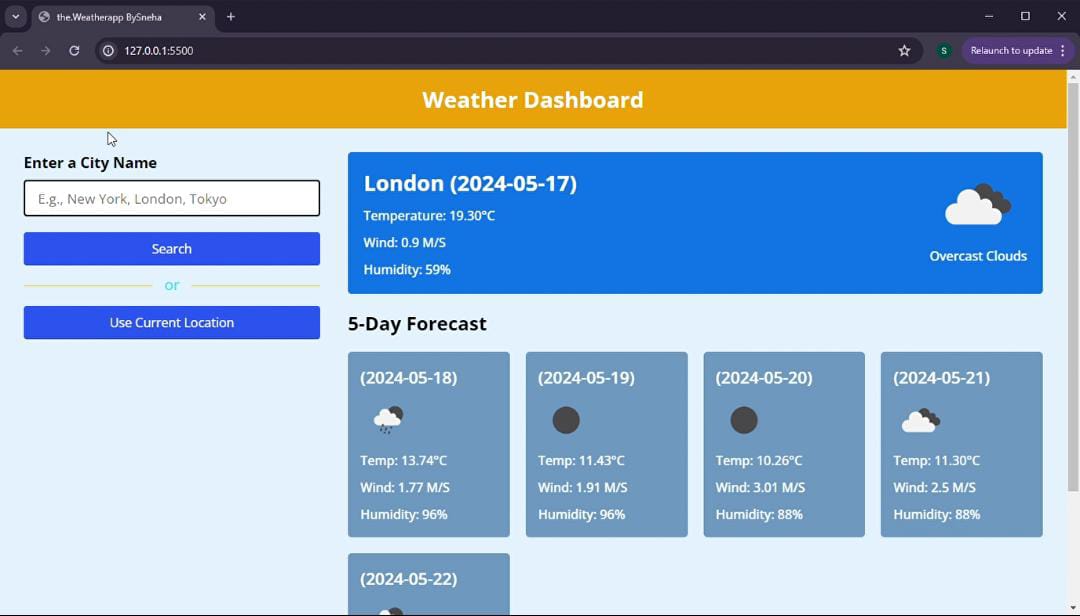 the.Weatherapp BySneha
127.0.0.1:5500
S
Relaunch to update
Weather Dashboard
Enter a City Name
E.g., New York, London, Tokyo
Search
or
Use Current Location
London (2024-05-17)
Temperature: 19.30°C
Wind: 0.9 M/S
Humidity: 59%
Overcast Clouds
5-Day Forecast
(2024-05-18)
Temp: 13.74°C
Wind: 1.77 M/S
Humidity: 96%
(2024-05-19)
Temp: 11.43°C
Wind: 1.91 M/S
Humidity: 96%
(2024-05-20)
Temp: 10.26°C
Wind: 3.01 M/S
Humidity: 88%
(2024-05-21)
Temp: 11.30°C
Wind: 2.5 M/S
Humidity: 88%
(2024-05-22)